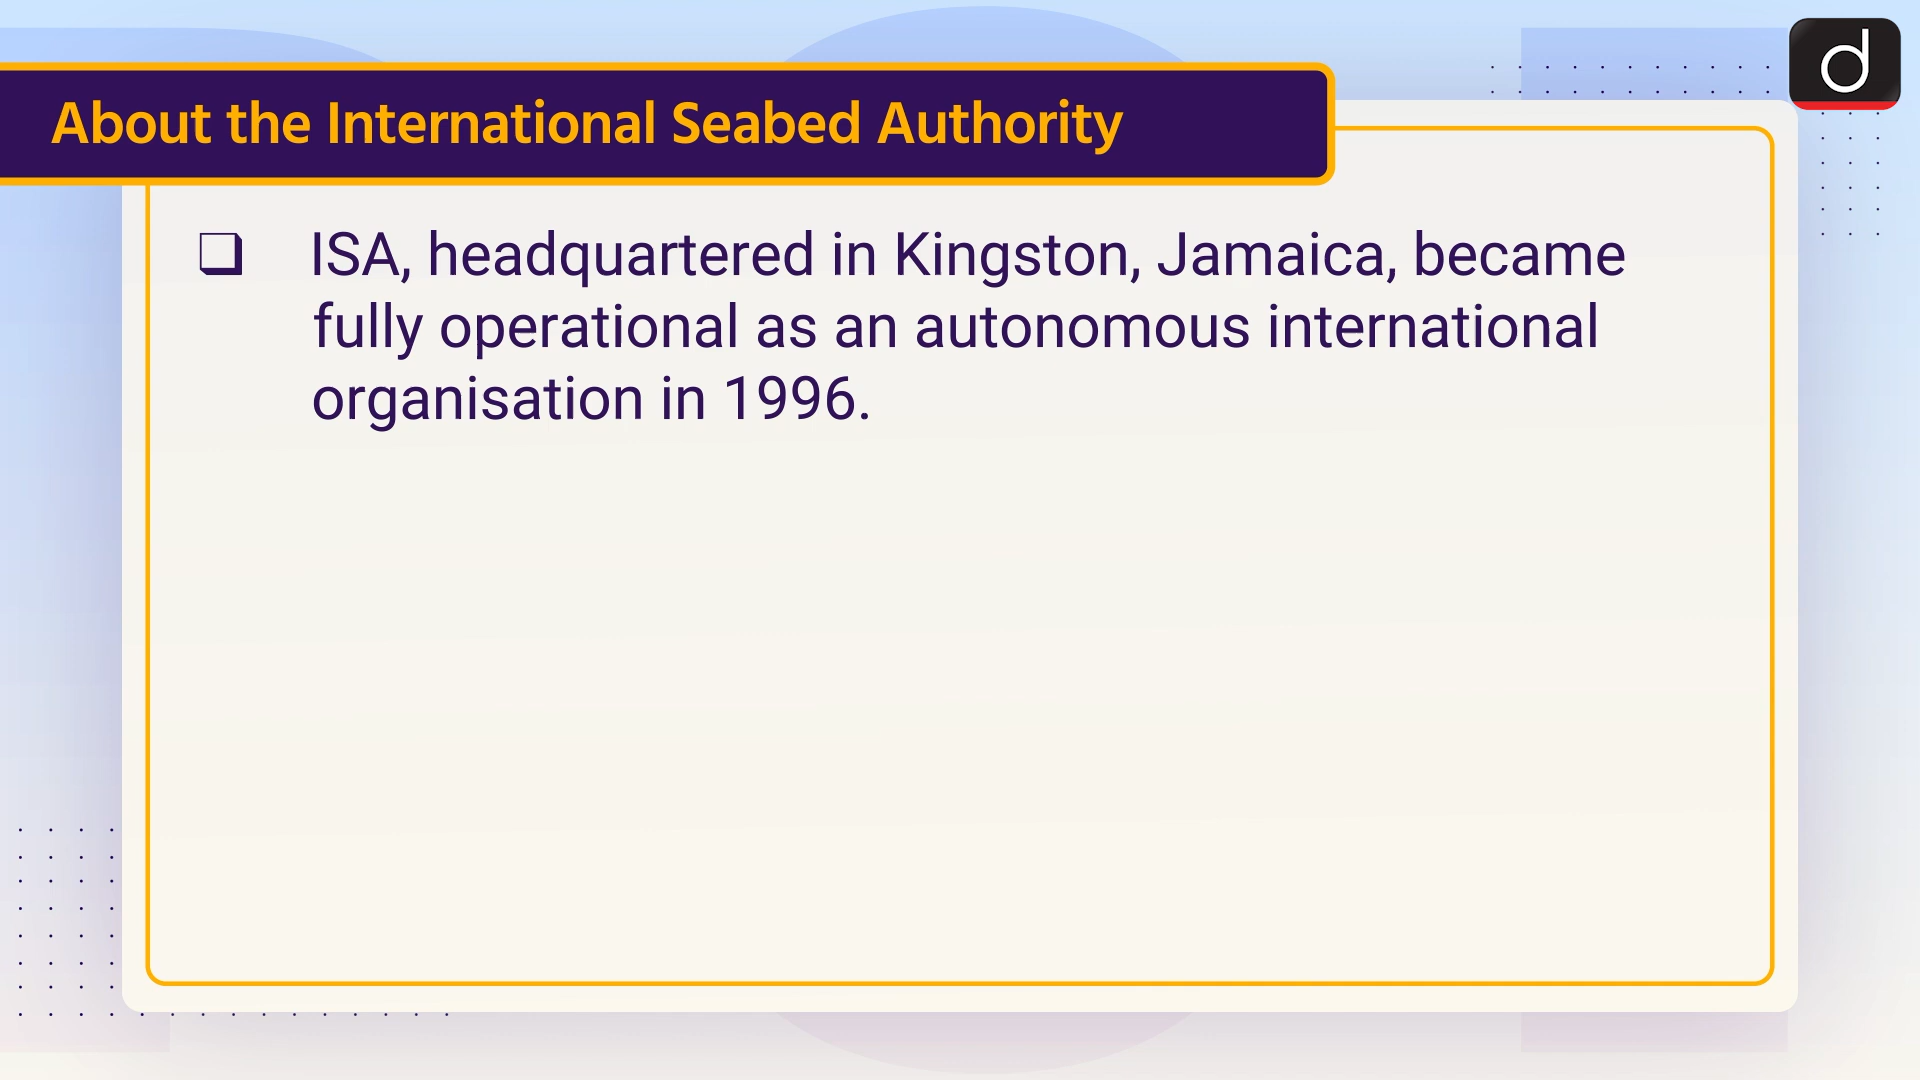 About the International Seabed Authority
❑ ISA, headquartered in Kingston, Jamaica, became
fully operational as an autonomous international
organisation in 1996.
d